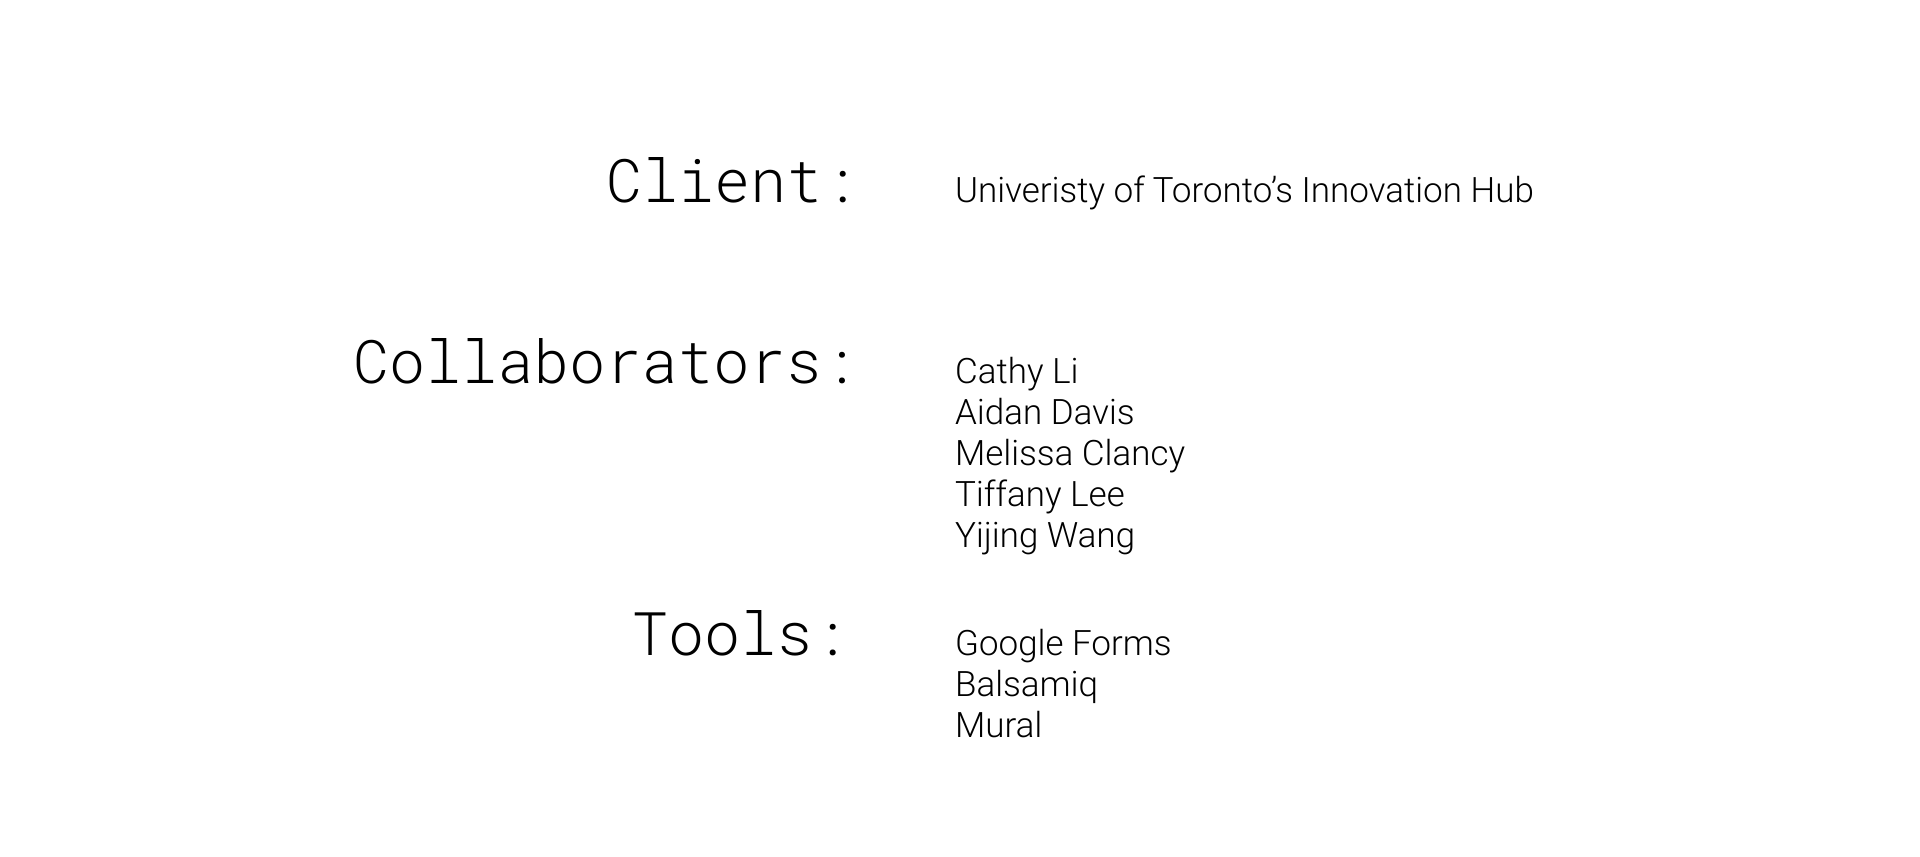 Client:
Univeristy of Toronto’s Innovation Hub
Collaborators:
Cathy Li
Aidan Davis
Melissa Clancy
Tiffany Lee
Yijing Wang
Tools:
Google Forms
Balsamiq
Mural